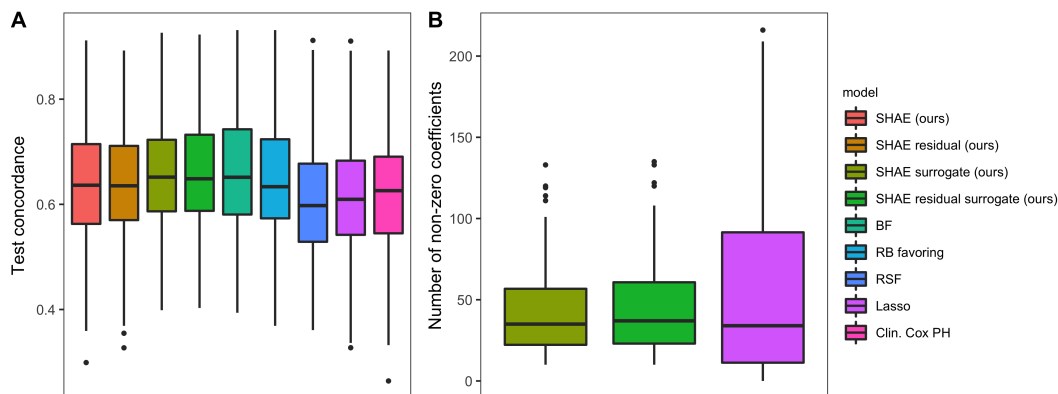 A
Test concordance
0.8
0.6
0.4
B
Number of non-zero coefficients
200
150
100
50
0
model
SHAE (ours)
SHAE residual (ours)
SHAE surrogate (ours)
SHAE residual surrogate (ours)
BF
RB favoring
RSF
Lasso
Clin. Cox PH